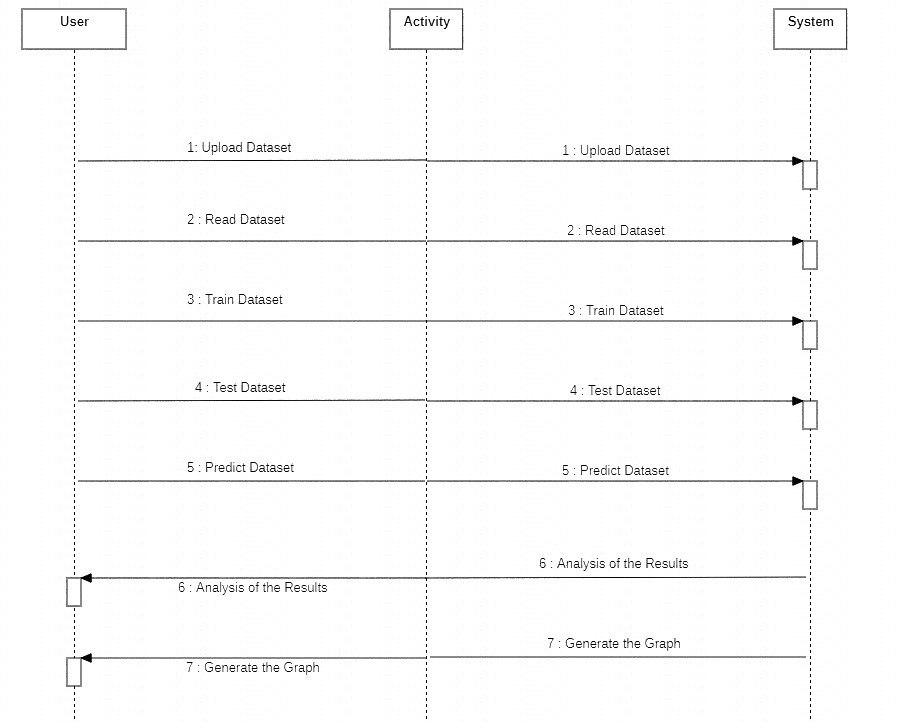 User
Activity
System
1: Upload Dataset
1 : Upload Dataset
2 : Read Dataset
2 : Read Dataset
3 : Train Dataset
3 : Train Dataset
4 : Test Dataset
4 : Test Dataset
5 : Predict Dataset
5 : Predict Dataset
6 : Analysis of the Results
6 : Analysis of the Results
7 : Generate the Graph
7 : Generate the Graph